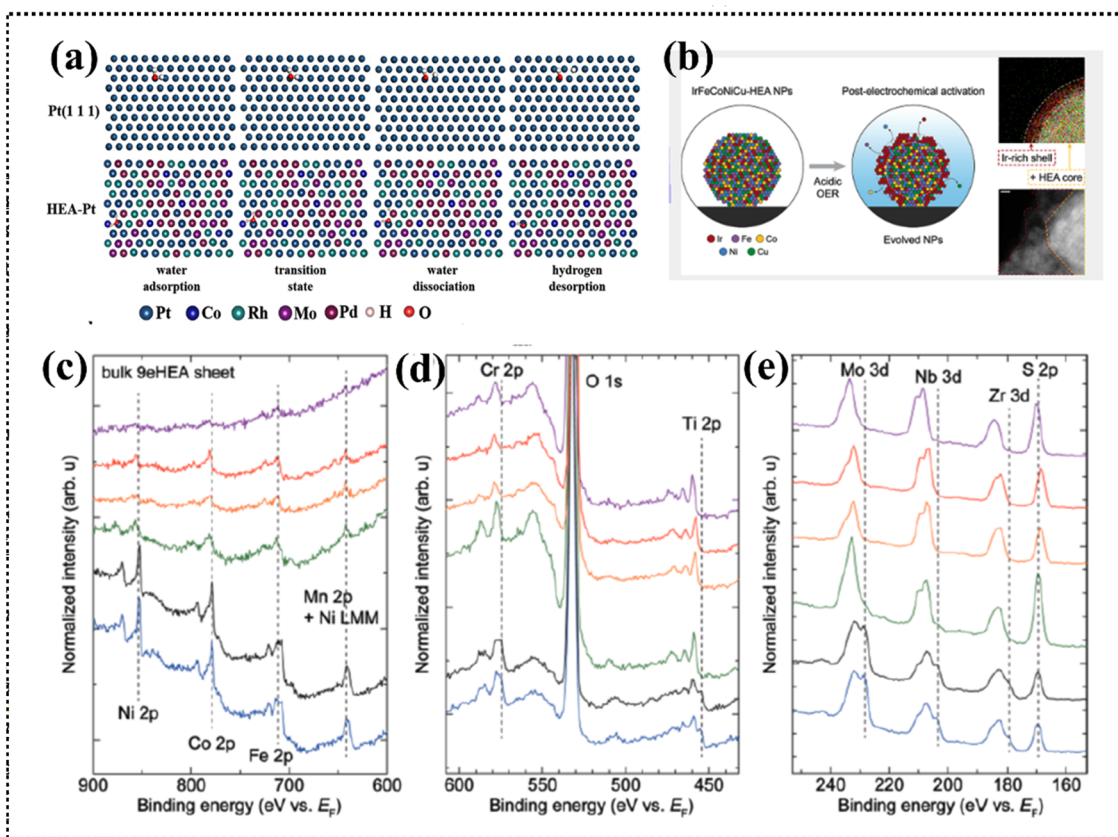 (a)
Pt(1 1 1)
HEA-Pt
water adsorption
transition state
water dissociation
hydrogen desorption
Pt Co Rh Mo Pd H O
(b)
IrFeCoNiCu-HEA NPs
Post-electrochemical activation
Acidic
OER
Ir-rich shell
+ HEA core
Ir Fe Co
Ni Cu
Evolved NPs
(c)
bulk 9eHEA sheet
Normalized intensity (arb. u)
Mn 2p
+ Ni LMM
Ni 2p
Co 2p
Fe 2p
900 800 700 600
Binding energy (eV vs. EF)
(d)
Cr 2p
O 1s
Ti 2p
Normalized intensity (arb. u)
600 550 500 450
Binding energy (eV vs. EF)
(e)
Mo 3d
Nb 3d
Zr 3d
S 2p
Normalized intensity (arb. u)
240 220 200 180 160
Binding energy (eV vs. EF)